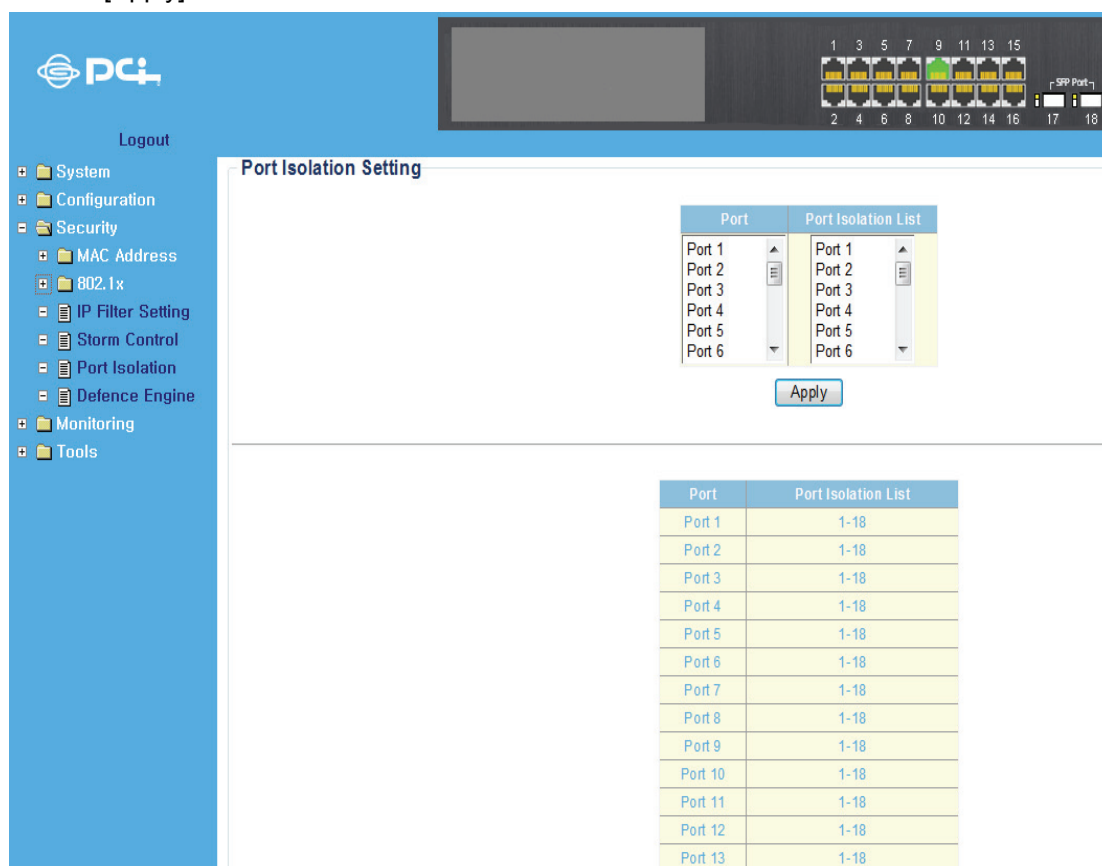 1 3 5 7 9 11 13 15
SFP Port
2 4 6 8 10 12 14 16 17 18
PCi
Logout
System
Configuration
Security
MAC Address
802.1x
IP Filter Setting
Storm Control
Port Isolation
Defence Engine
Monitoring
Tools
Port Isolation Setting
Port Port Isolation List
Port 1 Port 1
Port 2 Port 2
Port 3 Port 3
Port 4 Port 4
Port 5 Port 5
Port 6 Port 6
Apply
Port Port Isolation List
Port 1 1-18
Port 2 1-18
Port 3 1-18
Port 4 1-18
Port 5 1-18
Port 6 1-18
Port 7 1-18
Port 8 1-18
Port 9 1-18
Port 10 1-18
Port 11 1-18
Port 12 1-18
Port 13 1-18